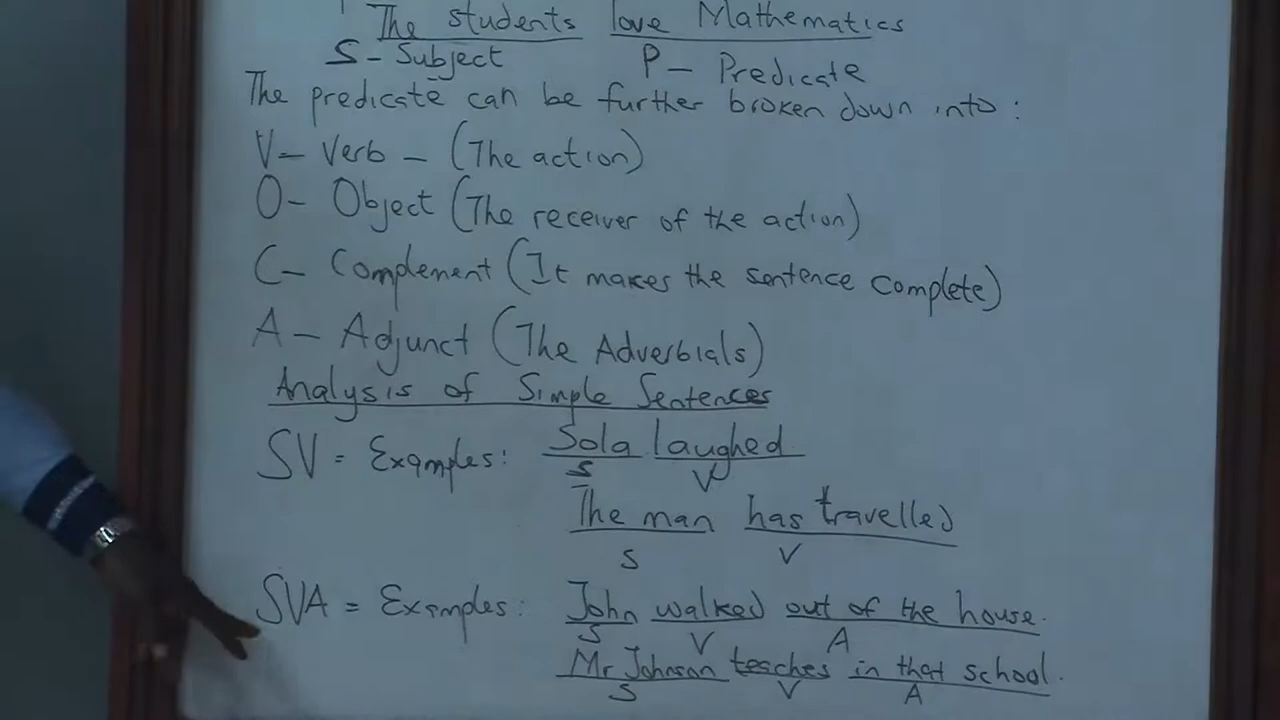 The students love Mathematics
S - Subject P - Predicate
The predicate can be further broken down into:
V - Verb - (The action)
O - Object (The receiver of the action)
C - Complement (It makes the sentence complete)
A - Adjunct (The Adverbials)
Analysis of Simple Sentences
SV = Examples: Sola laughed
S V
The man has travelled
S V
SVA = Examples: John walked out of the house.
S V A
Mr Johnson teaches in that school.
S V A